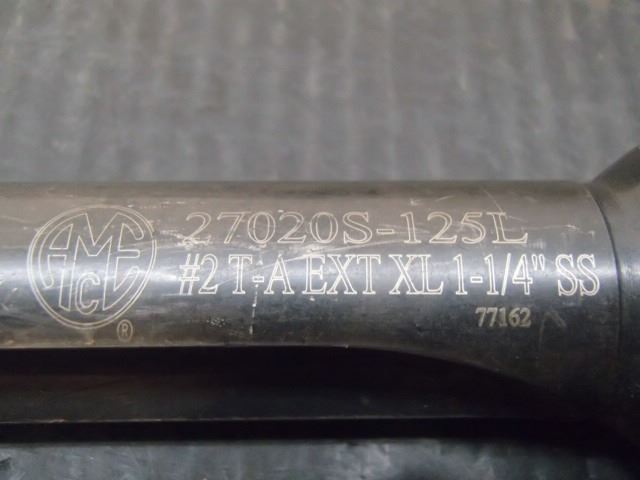 AMEC
®
27020S-125L
#2 T-A EXT XL 1-1/4" SS
77162